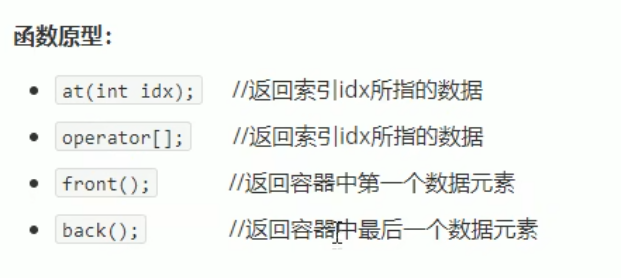 函数原型：
at(int idx); //返回索引idx所指的数据
operator[]; //返回索引idx所指的数据
front(); //返回容器中第一个数据元素
back(); //返回容器中最后一个数据元素